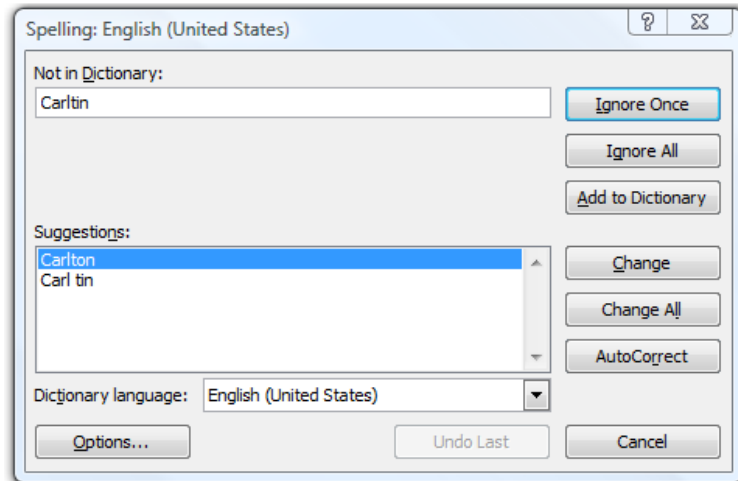 Spelling: English (United States)
Not in Dictionary:
Carltin
Ignore Once
Ignore All
Add to Dictionary
Suggestions:
Carlton
Carl tin
Change
Change All
AutoCorrect
Dictionary language:
English (United States)
Options...
Undo Last
Cancel